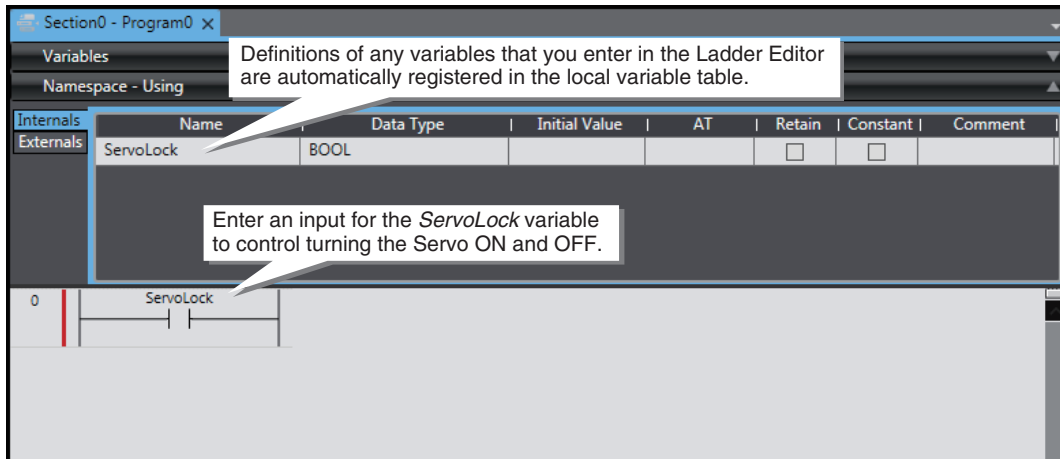 Section0 - Program0
Variables
Definitions of any variables that you enter in the Ladder Editor
are automatically registered in the local variable table.
Namespace - Using
Internals
Externals
Name Data Type Initial Value AT Retain Constant Comment
ServoLock BOOL
Enter an input for the ServoLock variable
to control turning the Servo ON and OFF.
0 ServoLock